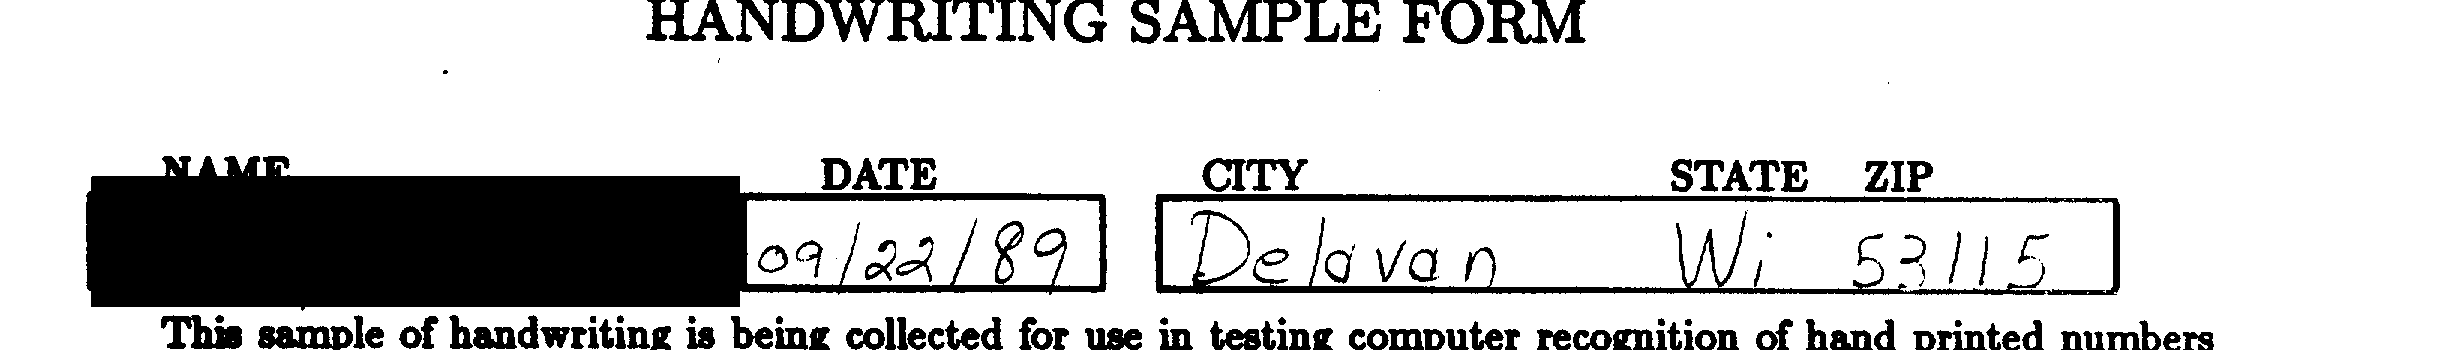 HANDWRITING SAMPLE FORM
NAME DATE CITY STATE ZIP
09/22/89 Delavan Wi 53115
This sample of handwriting is being collected for use in testing computer recognition of hand printed numbers